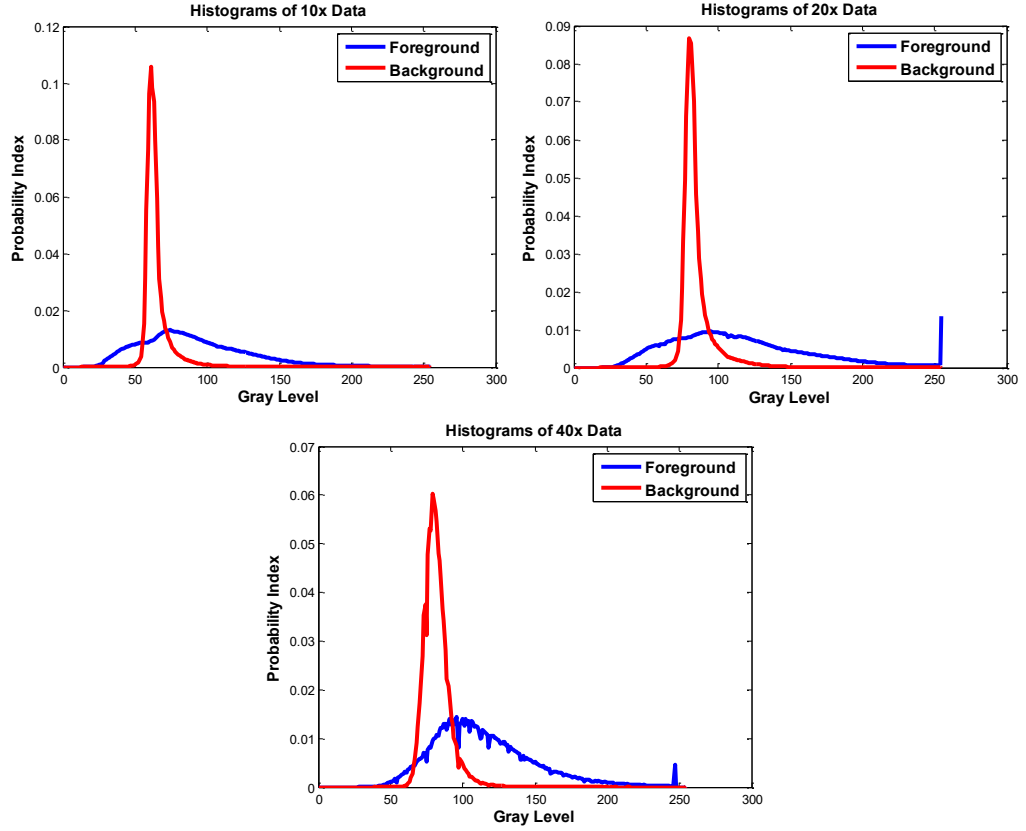 Histograms of 10x Data
Probability Index
0.12
0.1
0.08
0.06
0.04
0.02
0
0 50 100 150 200 250 300
Gray Level
Foreground
Background
Histograms of 20x Data
Probability Index
0.09
0.08
0.07
0.06
0.05
0.04
0.03
0.02
0.01
0
0 50 100 150 200 250 300
Gray Level
Foreground
Background
Histograms of 40x Data
Probability Index
0.07
0.06
0.05
0.04
0.03
0.02
0.01
0
0 50 100 150 200 250 300
Gray Level
Foreground
Background